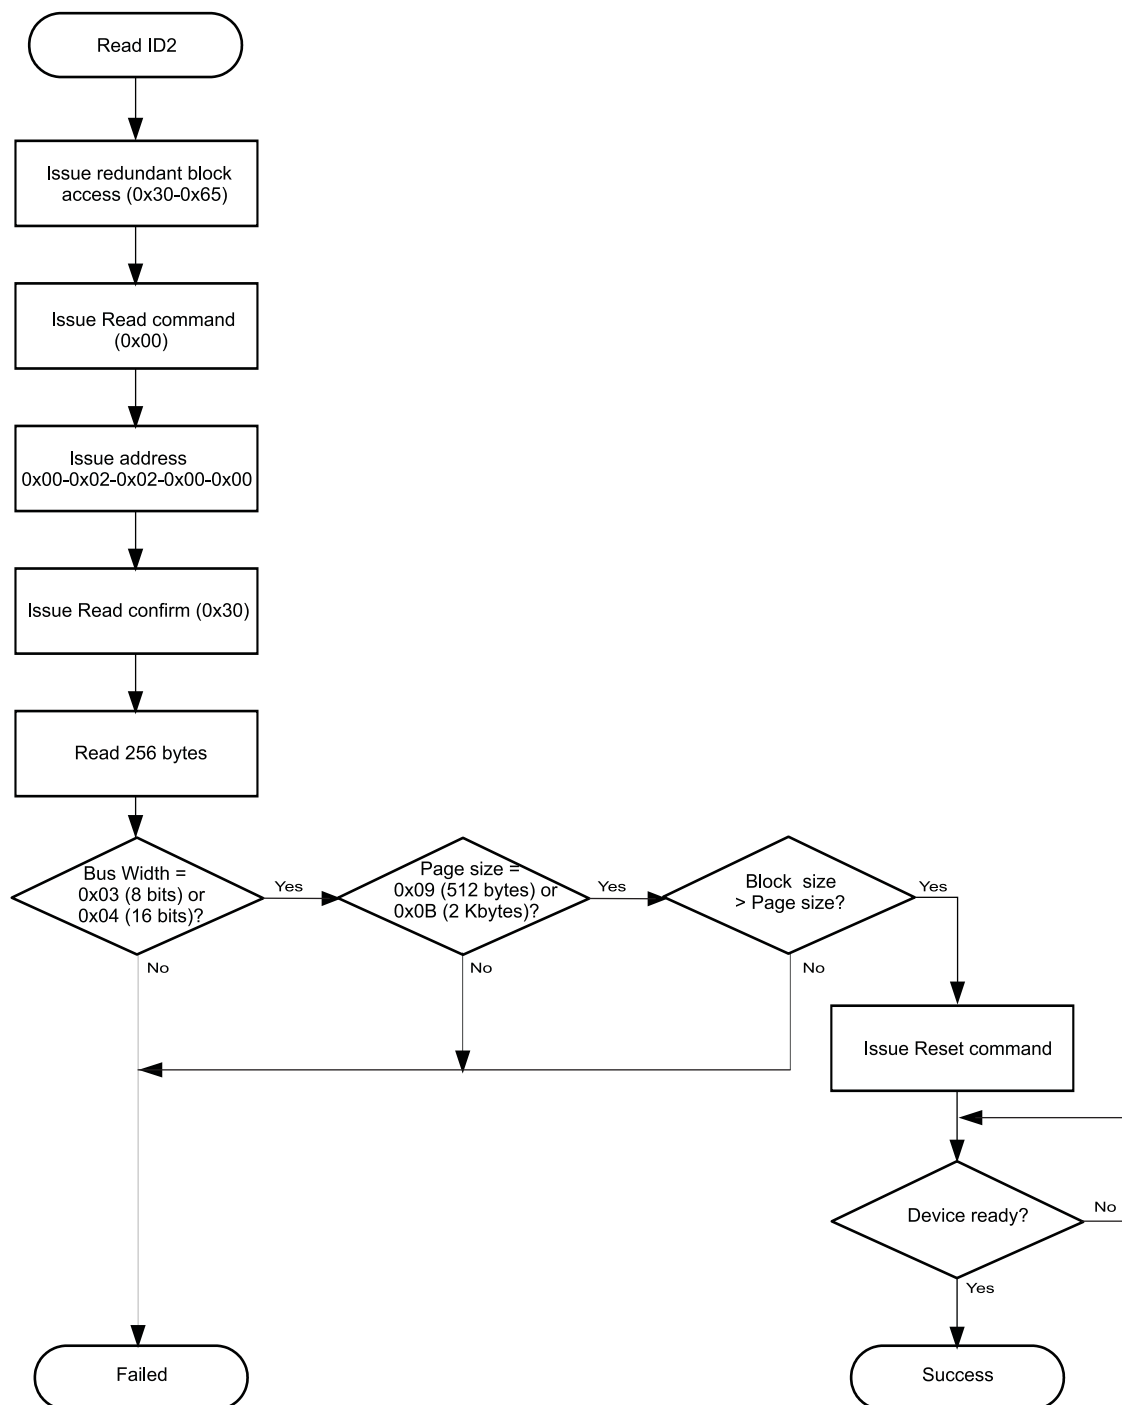 Read ID2
Issue redundant block
access (0x30-0x65)
Issue Read command
(0x00)
Issue address
0x00-0x02-0x02-0x00-0x00
Issue Read confirm (0x30)
Read 256 bytes
Bus Width =
0x03 (8 bits) or
0x04 (16 bits)?
Yes
No
Page size =
0x09 (512 bytes) or
0x0B (2 Kbytes)?
Yes
No
Block size
> Page size?
Yes
No
Issue Reset command
Device ready?
No
Yes
Failed
Success